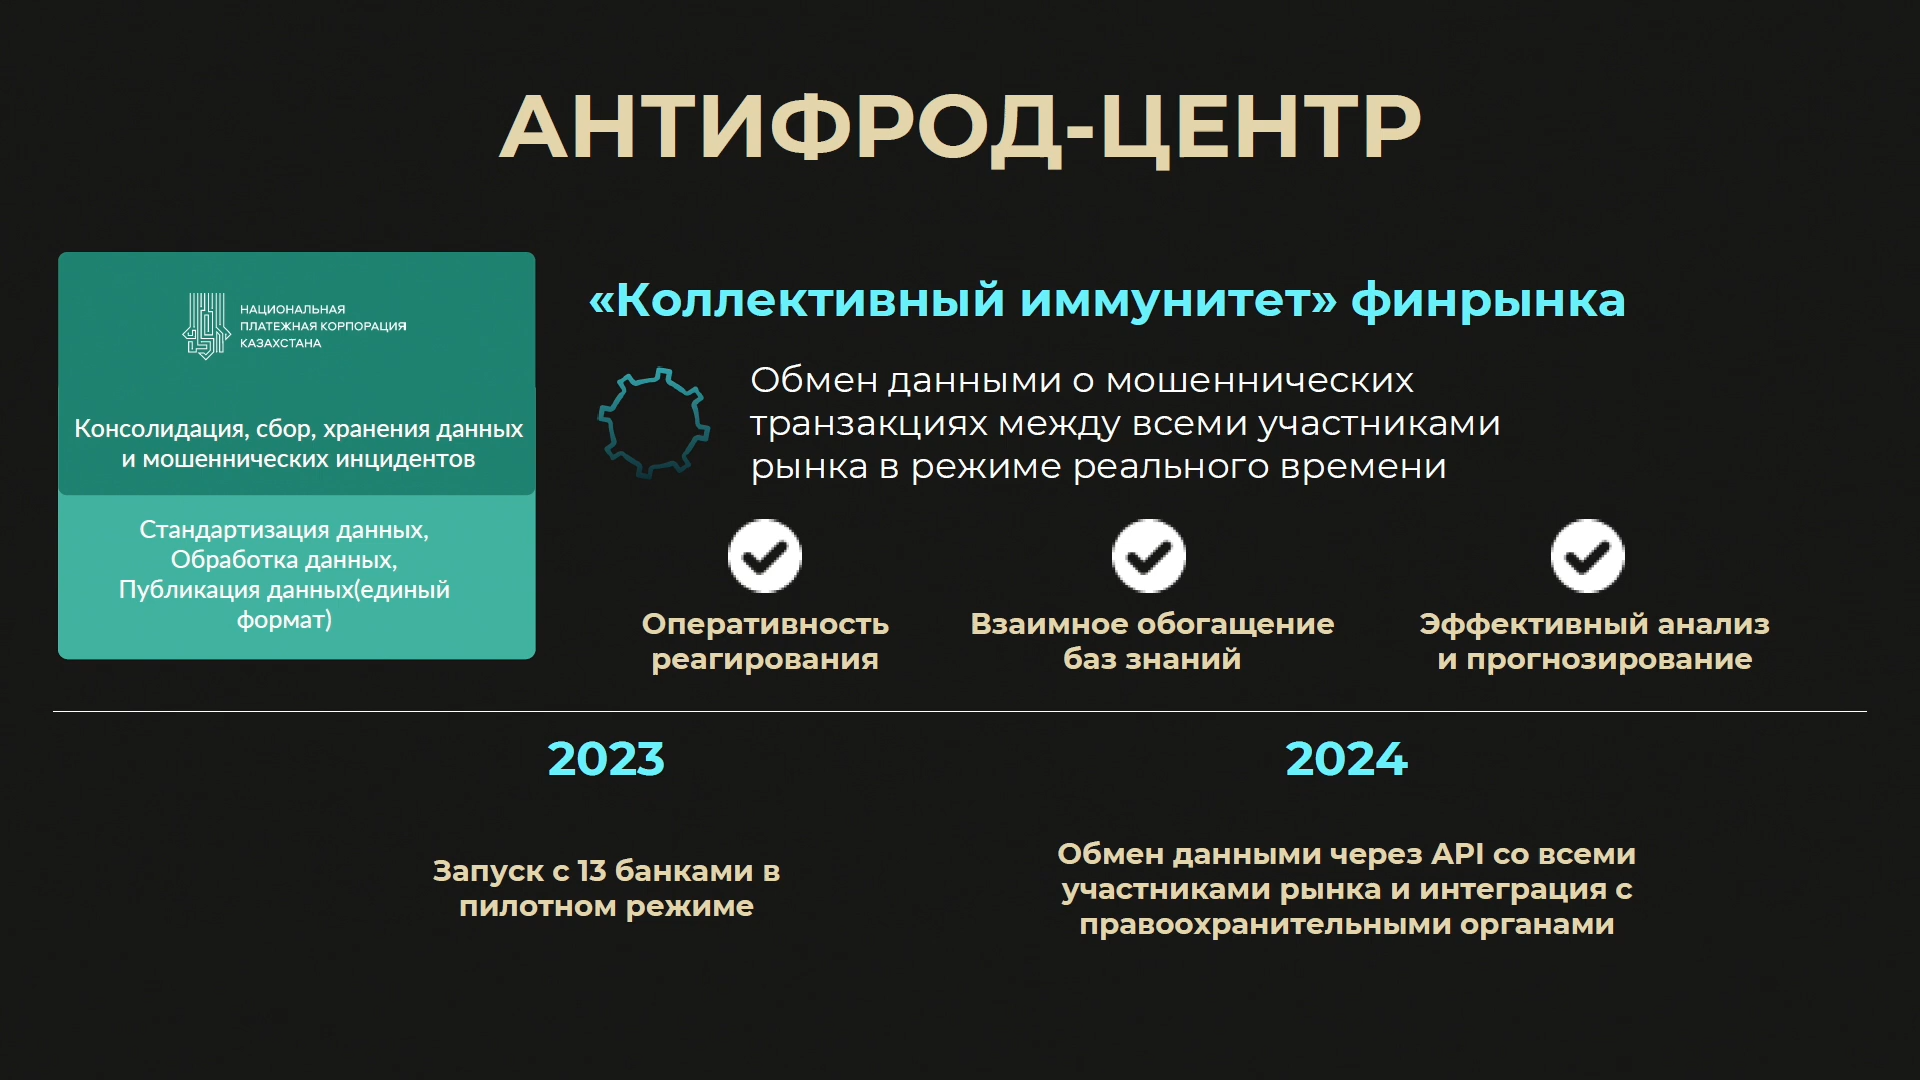 АНТИФРОД-ЦЕНТР
НАЦИОНАЛЬНАЯ
ПЛАТЕЖНАЯ КОРПОРАЦИЯ
КАЗАХСТАНА
Консолидация, сбор, хранения данных
и мошеннических инцидентов
Стандартизация данных,
Обработка данных,
Публикация данных(единый
формат)
«Коллективный иммунитет» финрынка
Обмен данными о мошеннических
транзакциях между всеми участниками
рынка в режиме реального времени
Оперативность
реагирования
Взаимное обогащение
баз знаний
Эффективный анализ
и прогнозирование
2023
Запуск с 13 банками в
пилотном режиме
2024
Обмен данными через API со всеми
участниками рынка и интеграция с
правоохранительными органами